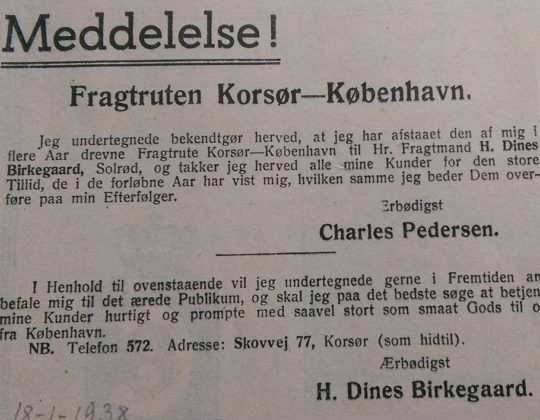 Meddelelse!
Fragtruten Korsør—København.
Jeg undertegnede bekendtgør herved, at jeg har afstaaet den af mig i
flere Aar drevne Fragtrute Korsør—København til Hr. Fragtmand H. Dines
Birkegaard, Solrød, og takker jeg herved alle mine Kunder for den store
Tillid, de i de forløbne Aar har vist mig, hvilken samme jeg beder Dem over-
føre paa min Efterfølger.
Ærbødigst
Charles Pedersen.
I Henhold til ovenstaaende vil jeg undertegnede gerne i Fremtiden an
befale mig til det ærede Publikum, og skal jeg paa det bedste søge at betjen
mine Kunder hurtigt og prompte med saavel stort som smaat Gods til o
fra København.
NB. Telefon 572. Adresse: Skovvej 77, Korsør (som hidtil).
Ærbødigst
H. Dines Birkegaard.
18-1-1938